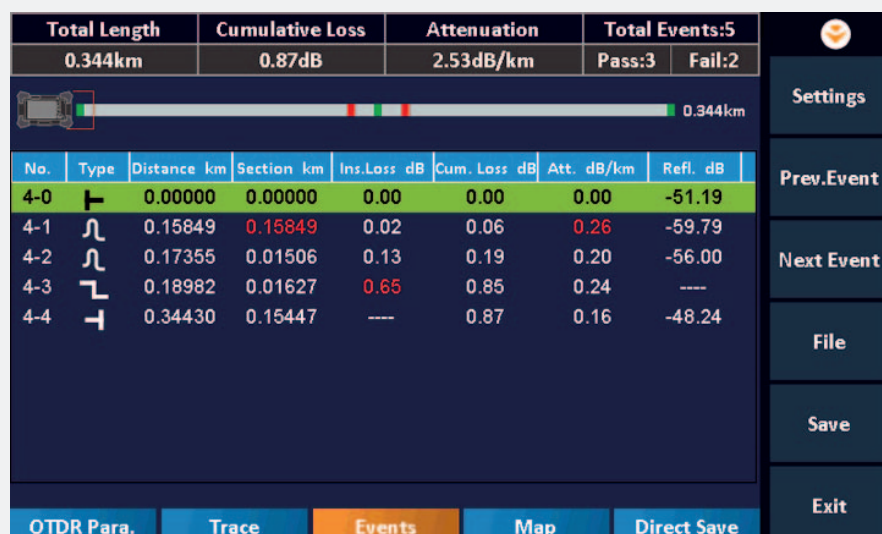 Total Length Cumulative Loss Attenuation Total Events:5
0.344km 0.87dB 2.53dB/km Pass:3 Fail:2
0.344km
No. Type Distance km Section km Ins.Loss dB Cum. Loss dB Att. dB/km Refl. dB
4-0 0.00000 0.00000 0.00 0.00 0.00 -51.19
4-1 0.15849 0.15849 0.02 0.06 0.26 -59.79
4-2 0.17355 0.01506 0.13 0.19 0.20 -56.00
4-3 0.18982 0.01627 0.65 0.85 0.24 ----
4-4 0.34430 0.15447 ---- 0.87 0.16 -48.24
OTDR Para. Trace Events Map Direct Save
Settings
Prev.Event
Next Event
File
Save
Exit